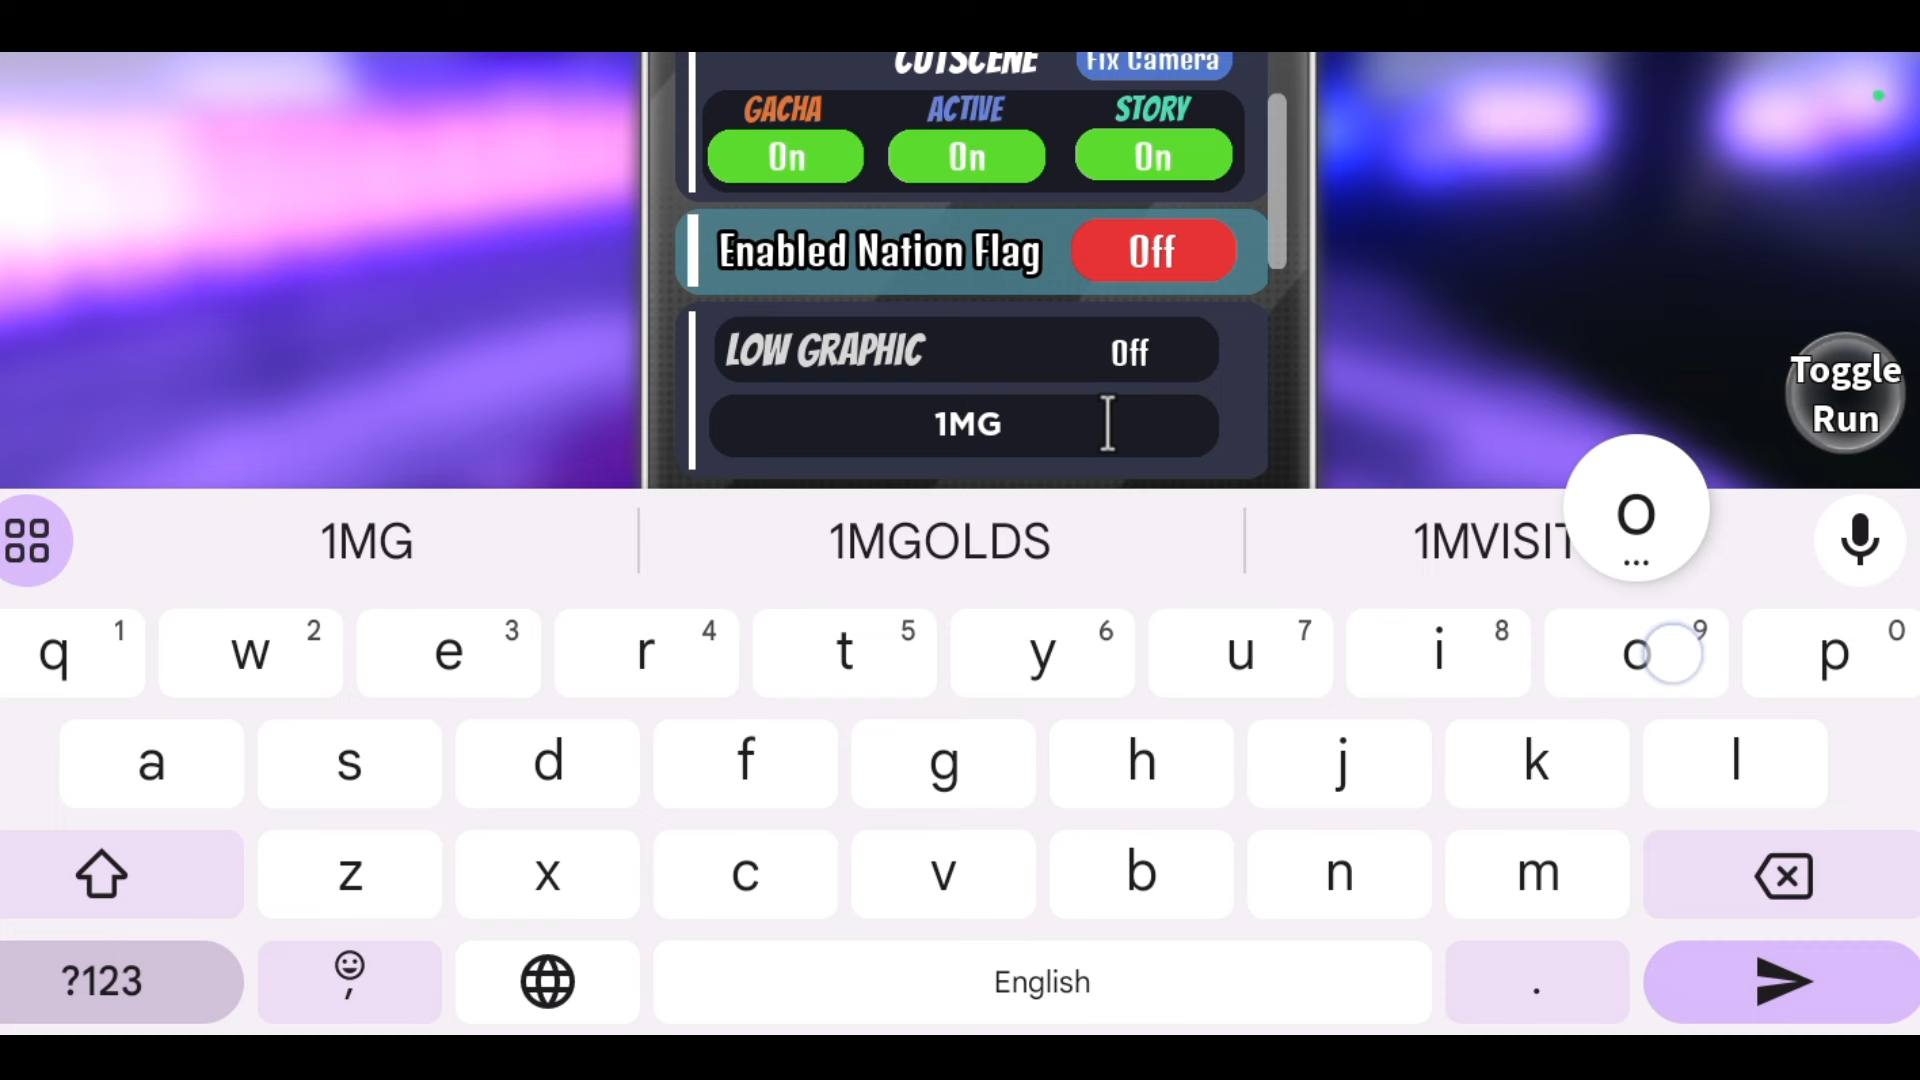 CUTSCENE Fix Camera
GACHA ACTIVE STORY
On On On
Enabled Nation Flag Off
LOW GRAPHIC Off
1MG
Toggle
Run
1MG 1MGOLDS 1MVISIT
o
...
q 1 w 2 e 3 r 4 t 5 y 6 u 7 i 8 o 9 p 0
a s d f g h j k l
z x c v b n m
?123 , English .